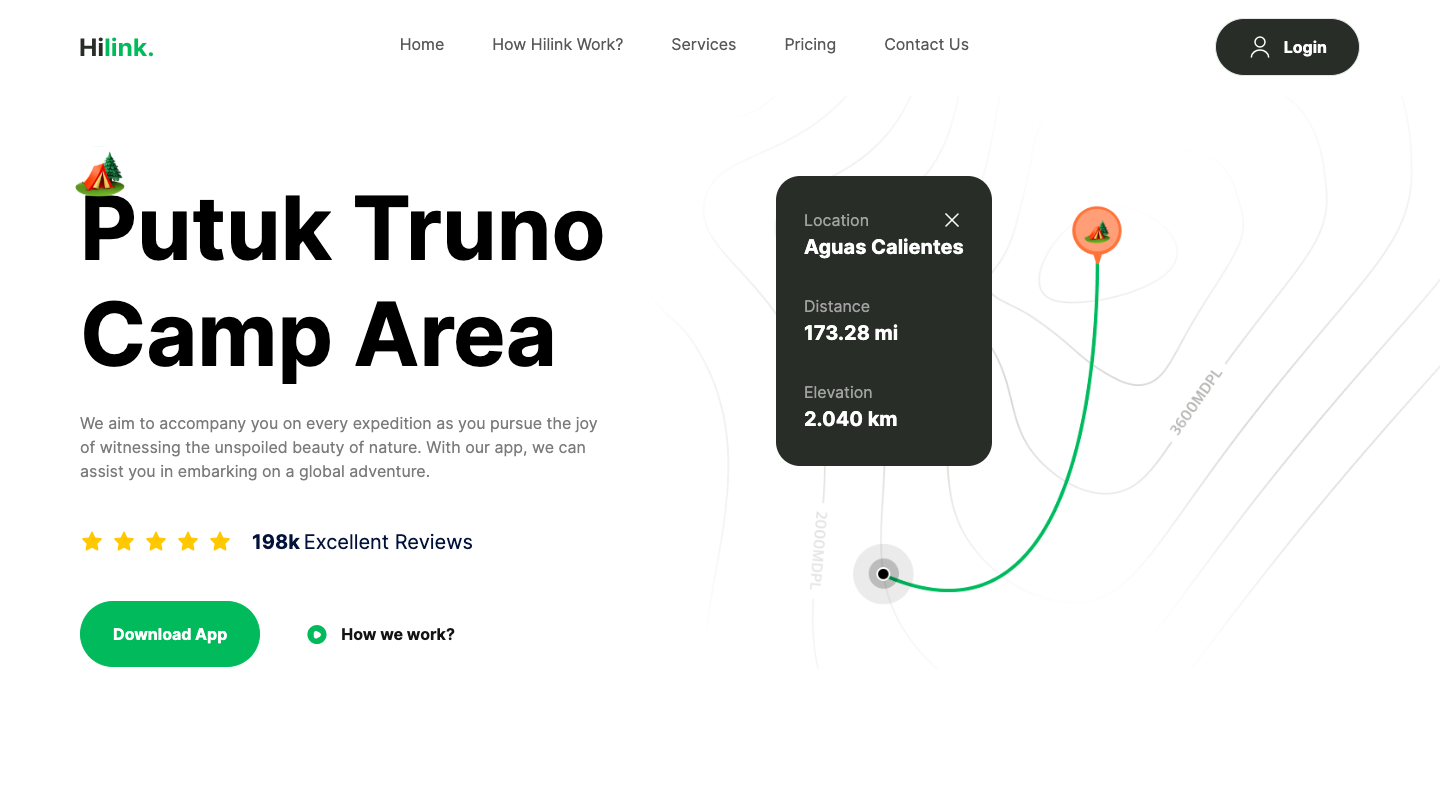 Hilink.
Home
How Hilink Work?
Services
Pricing
Contact Us
Login
Putuk Truno
Camp Area
We aim to accompany you on every expedition as you pursue the joy
of witnessing the unspoiled beauty of nature. With our app, we can
assist you in embarking on a global adventure.
198k Excellent Reviews
Download App
How we work?
Location
Aguas Calientes
Distance
173.28 mi
Elevation
2.040 km
3600MDPL
2000MDPL